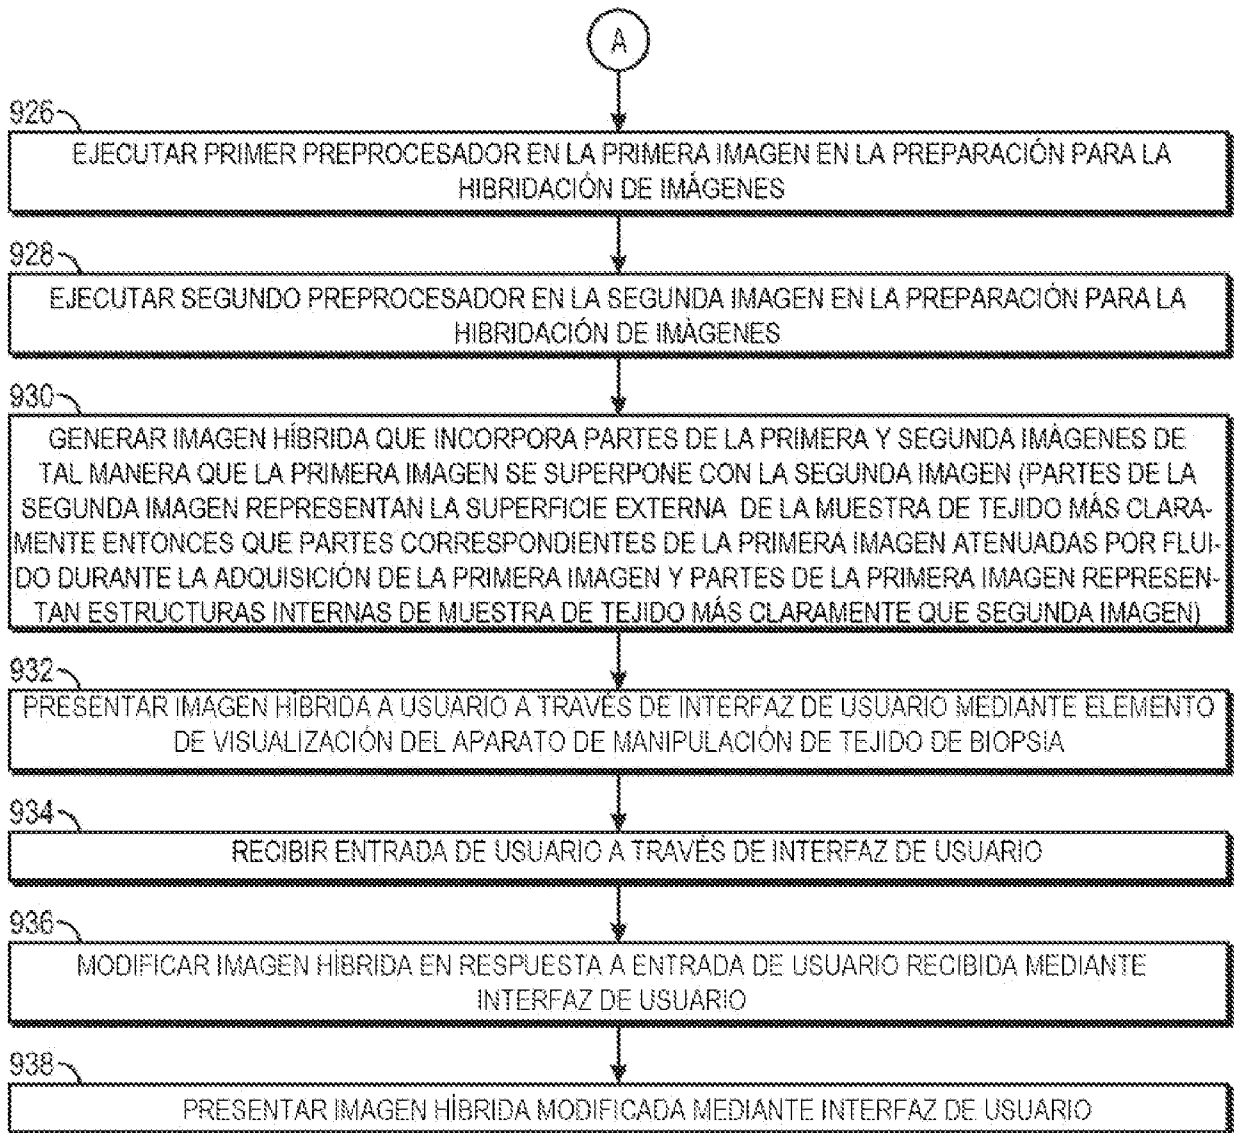 A
926
EJECUTAR PRIMER PREPROCESADOR EN LA PRIMERA IMAGEN EN LA PREPARACIÓN PARA LA
HIBRIDACIÓN DE IMÁGENES
928
EJECUTAR SEGUNDO PREPROCESADOR EN LA SEGUNDA IMAGEN EN LA PREPARACIÓN PARA LA
HIBRIDACIÓN DE IMÁGENES
930
GENERAR IMAGEN HÍBRIDA QUE INCORPORA PARTES DE LA PRIMERA Y SEGUNDA IMÁGENES DE
TAL MANERA QUE LA PRIMERA IMAGEN SE SUPERPONE CON LA SEGUNDA IMAGEN (PARTES DE LA
SEGUNDA IMAGEN REPRESENTAN LA SUPERFICIE EXTERNA DE LA MUESTRA DE TEJIDO MÁS CLARA-
MENTE ENTONCES QUE PARTES CORRESPONDIENTES DE LA PRIMERA IMAGEN ATENUADAS POR FLUI-
DO DURANTE LA ADQUISICIÓN DE LA PRIMERA IMAGEN Y PARTES DE LA PRIMERA IMAGEN REPRESEN-
TAN ESTRUCTURAS INTERNAS DE MUESTRA DE TEJIDO MÁS CLARAMENTE QUE SEGUNDA IMAGEN)
932
PRESENTAR IMAGEN HÍBRIDA A USUARIO A TRAVÉS DE INTERFAZ DE USUARIO MEDIANTE ELEMENTO
DE VISUALIZACIÓN DEL APARATO DE MANIPULACIÓN DE TEJIDO DE BIOPSIA
934
RECIBIR ENTRADA DE USUARIO A TRAVÉS DE INTERFAZ DE USUARIO
936
MODIFICAR IMAGEN HÍBRIDA EN RESPUESTA A ENTRADA DE USUARIO RECIBIDA MEDIANTE
INTERFAZ DE USUARIO
938
PRESENTAR IMAGEN HÍBRIDA MODIFICADA MEDIANTE INTERFAZ DE USUARIO